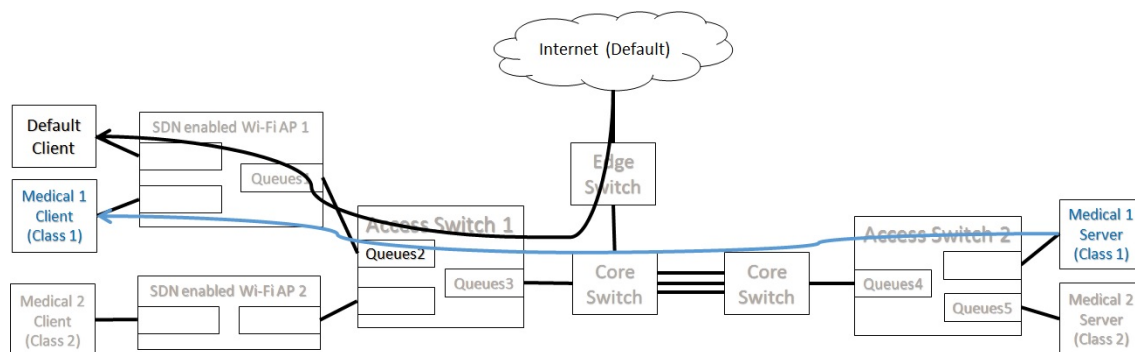 Internet (Default)
Default
Client
SDN enabled Wi-Fi AP 1
Queues1
Edge
Switch
Medical 1
Client
(Class 1)
Access Switch 1
Queues2
Queues3
Core
Switch
Core
Switch
Access Switch 2
Queues4
Queues5
Medical 1
Server
(Class 1)
Medical 2
Client
(Class 2)
SDN enabled Wi-Fi AP 2
Medical 2
Server
(Class 2)